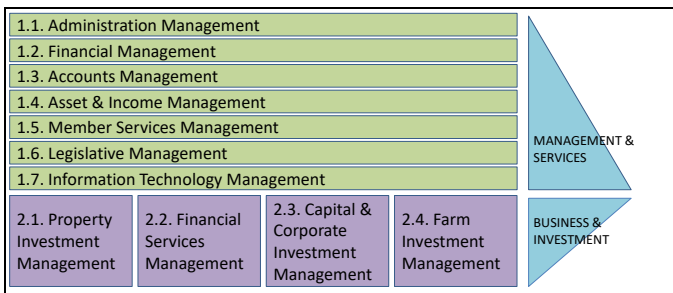 1.1. Administration Management
1.2. Financial Management
1.3. Accounts Management
1.4. Asset & Income Management
1.5. Member Services Management
1.6. Legislative Management
1.7. Information Technology Management
MANAGEMENT &
SERVICES
2.1. Property
Investment
Management
2.2. Financial
Services
Management
2.3. Capital &
Corporate
Investment
Management
2.4. Farm
Investment
Management
BUSINESS &
INVESTMENT